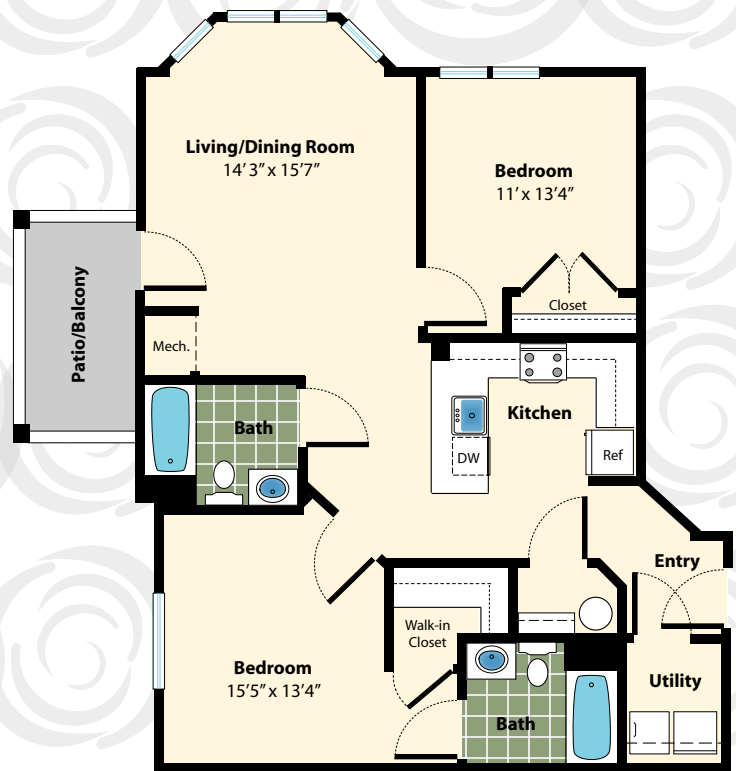 Living/Dining Room
14’ 3” x 15’7”
Bedroom
11’ x 13’4”
Patio/Balcony
Closet
Mech.
Kitchen
Bath
DW
Ref
Entry
Walk-in
Closet
Bedroom
15’5” x 13’4”
Utility
Bath